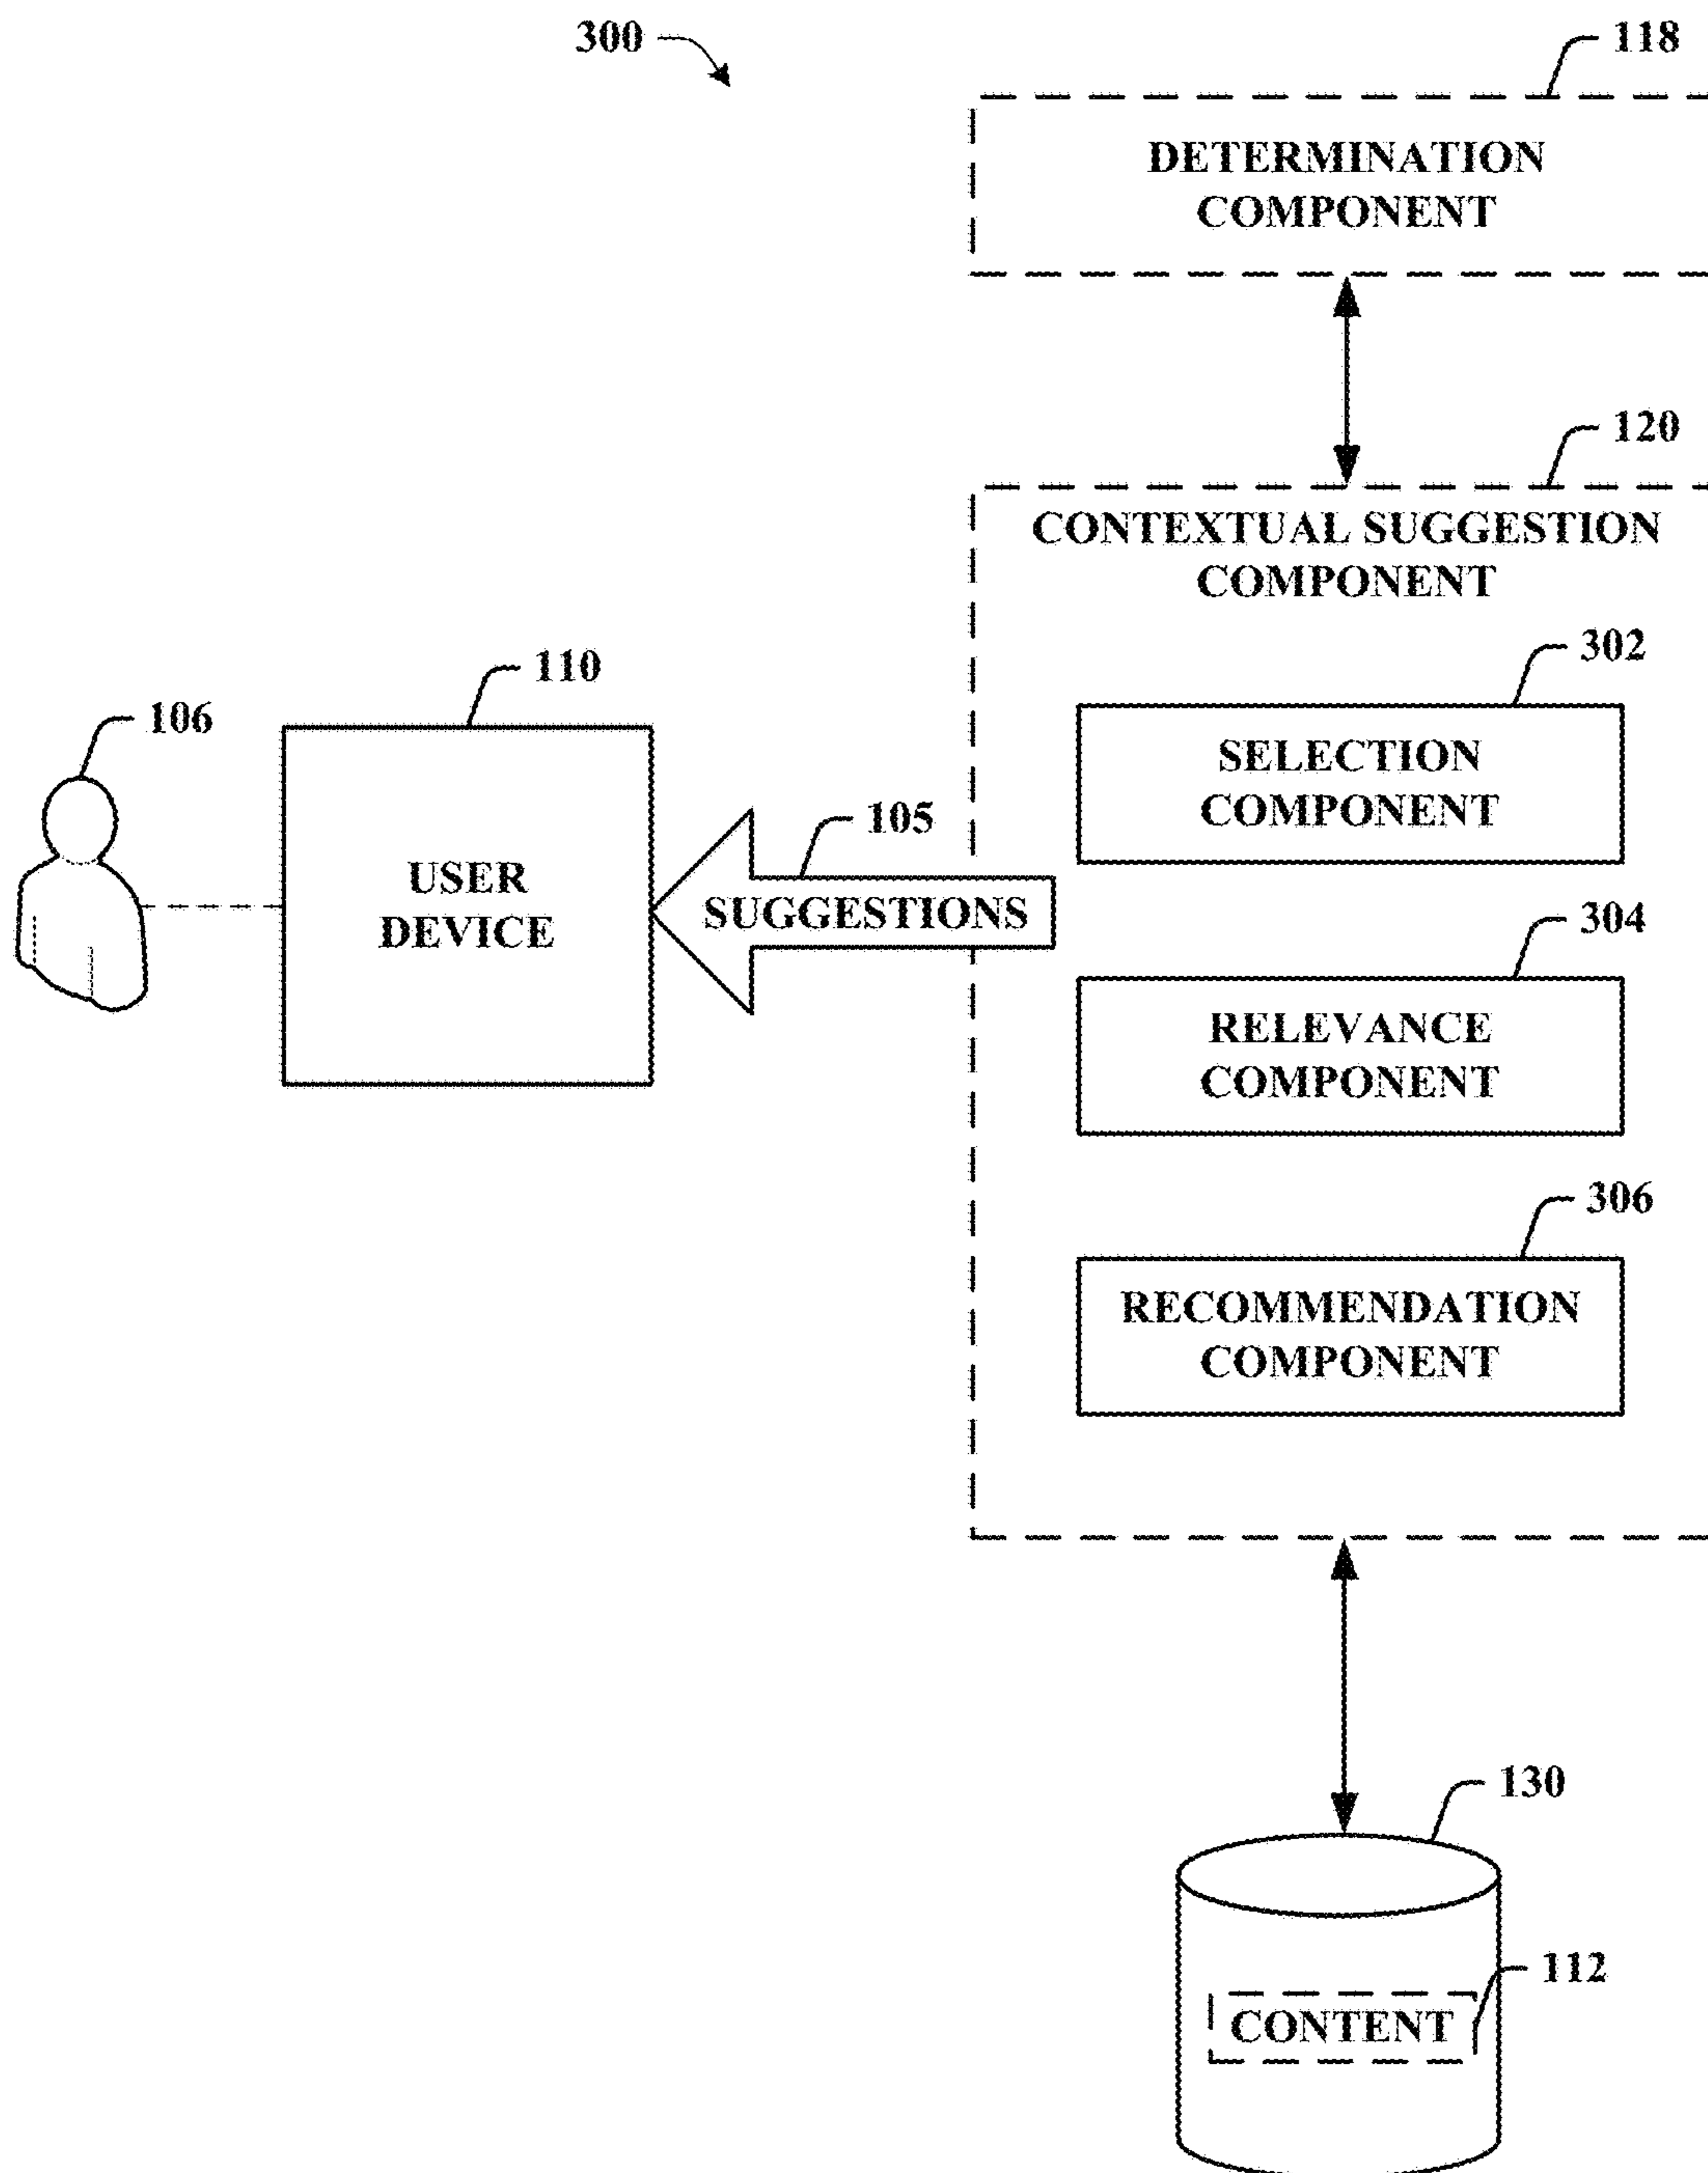 300
118
DETERMINATION
COMPONENT
120
CONTEXTUAL SUGGESTION
COMPONENT
302
SELECTION
COMPONENT
110
106
USER
DEVICE
105
SUGGESTIONS
304
RELEVANCE
COMPONENT
306
RECOMMENDATION
COMPONENT
130
112
CONTENT